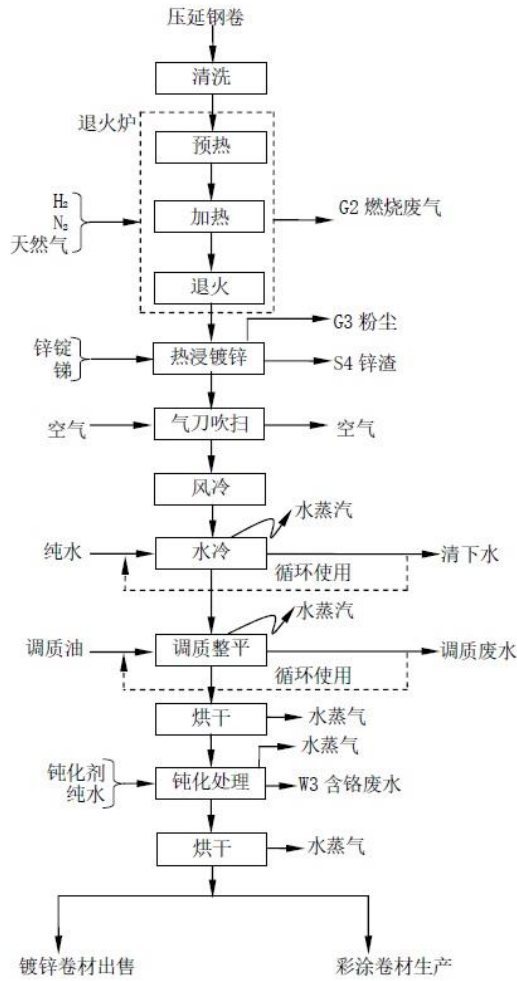 压延钢卷
清洗
退火炉
预热
H₂
N₂
天然气
加热
G2 燃烧废气
退火
G3 粉尘
锌锭
锑
热浸镀锌
S4 锌渣
空气
气刀吹扫
空气
风冷
水蒸汽
纯水
水冷
清下水
循环使用
水蒸汽
调质油
调质整平
调质废水
循环使用
烘干
水蒸气
水蒸气
钝化剂
纯水
钝化处理
W3 含铬废水
烘干
水蒸气
镀锌卷材出售
彩涂卷材生产